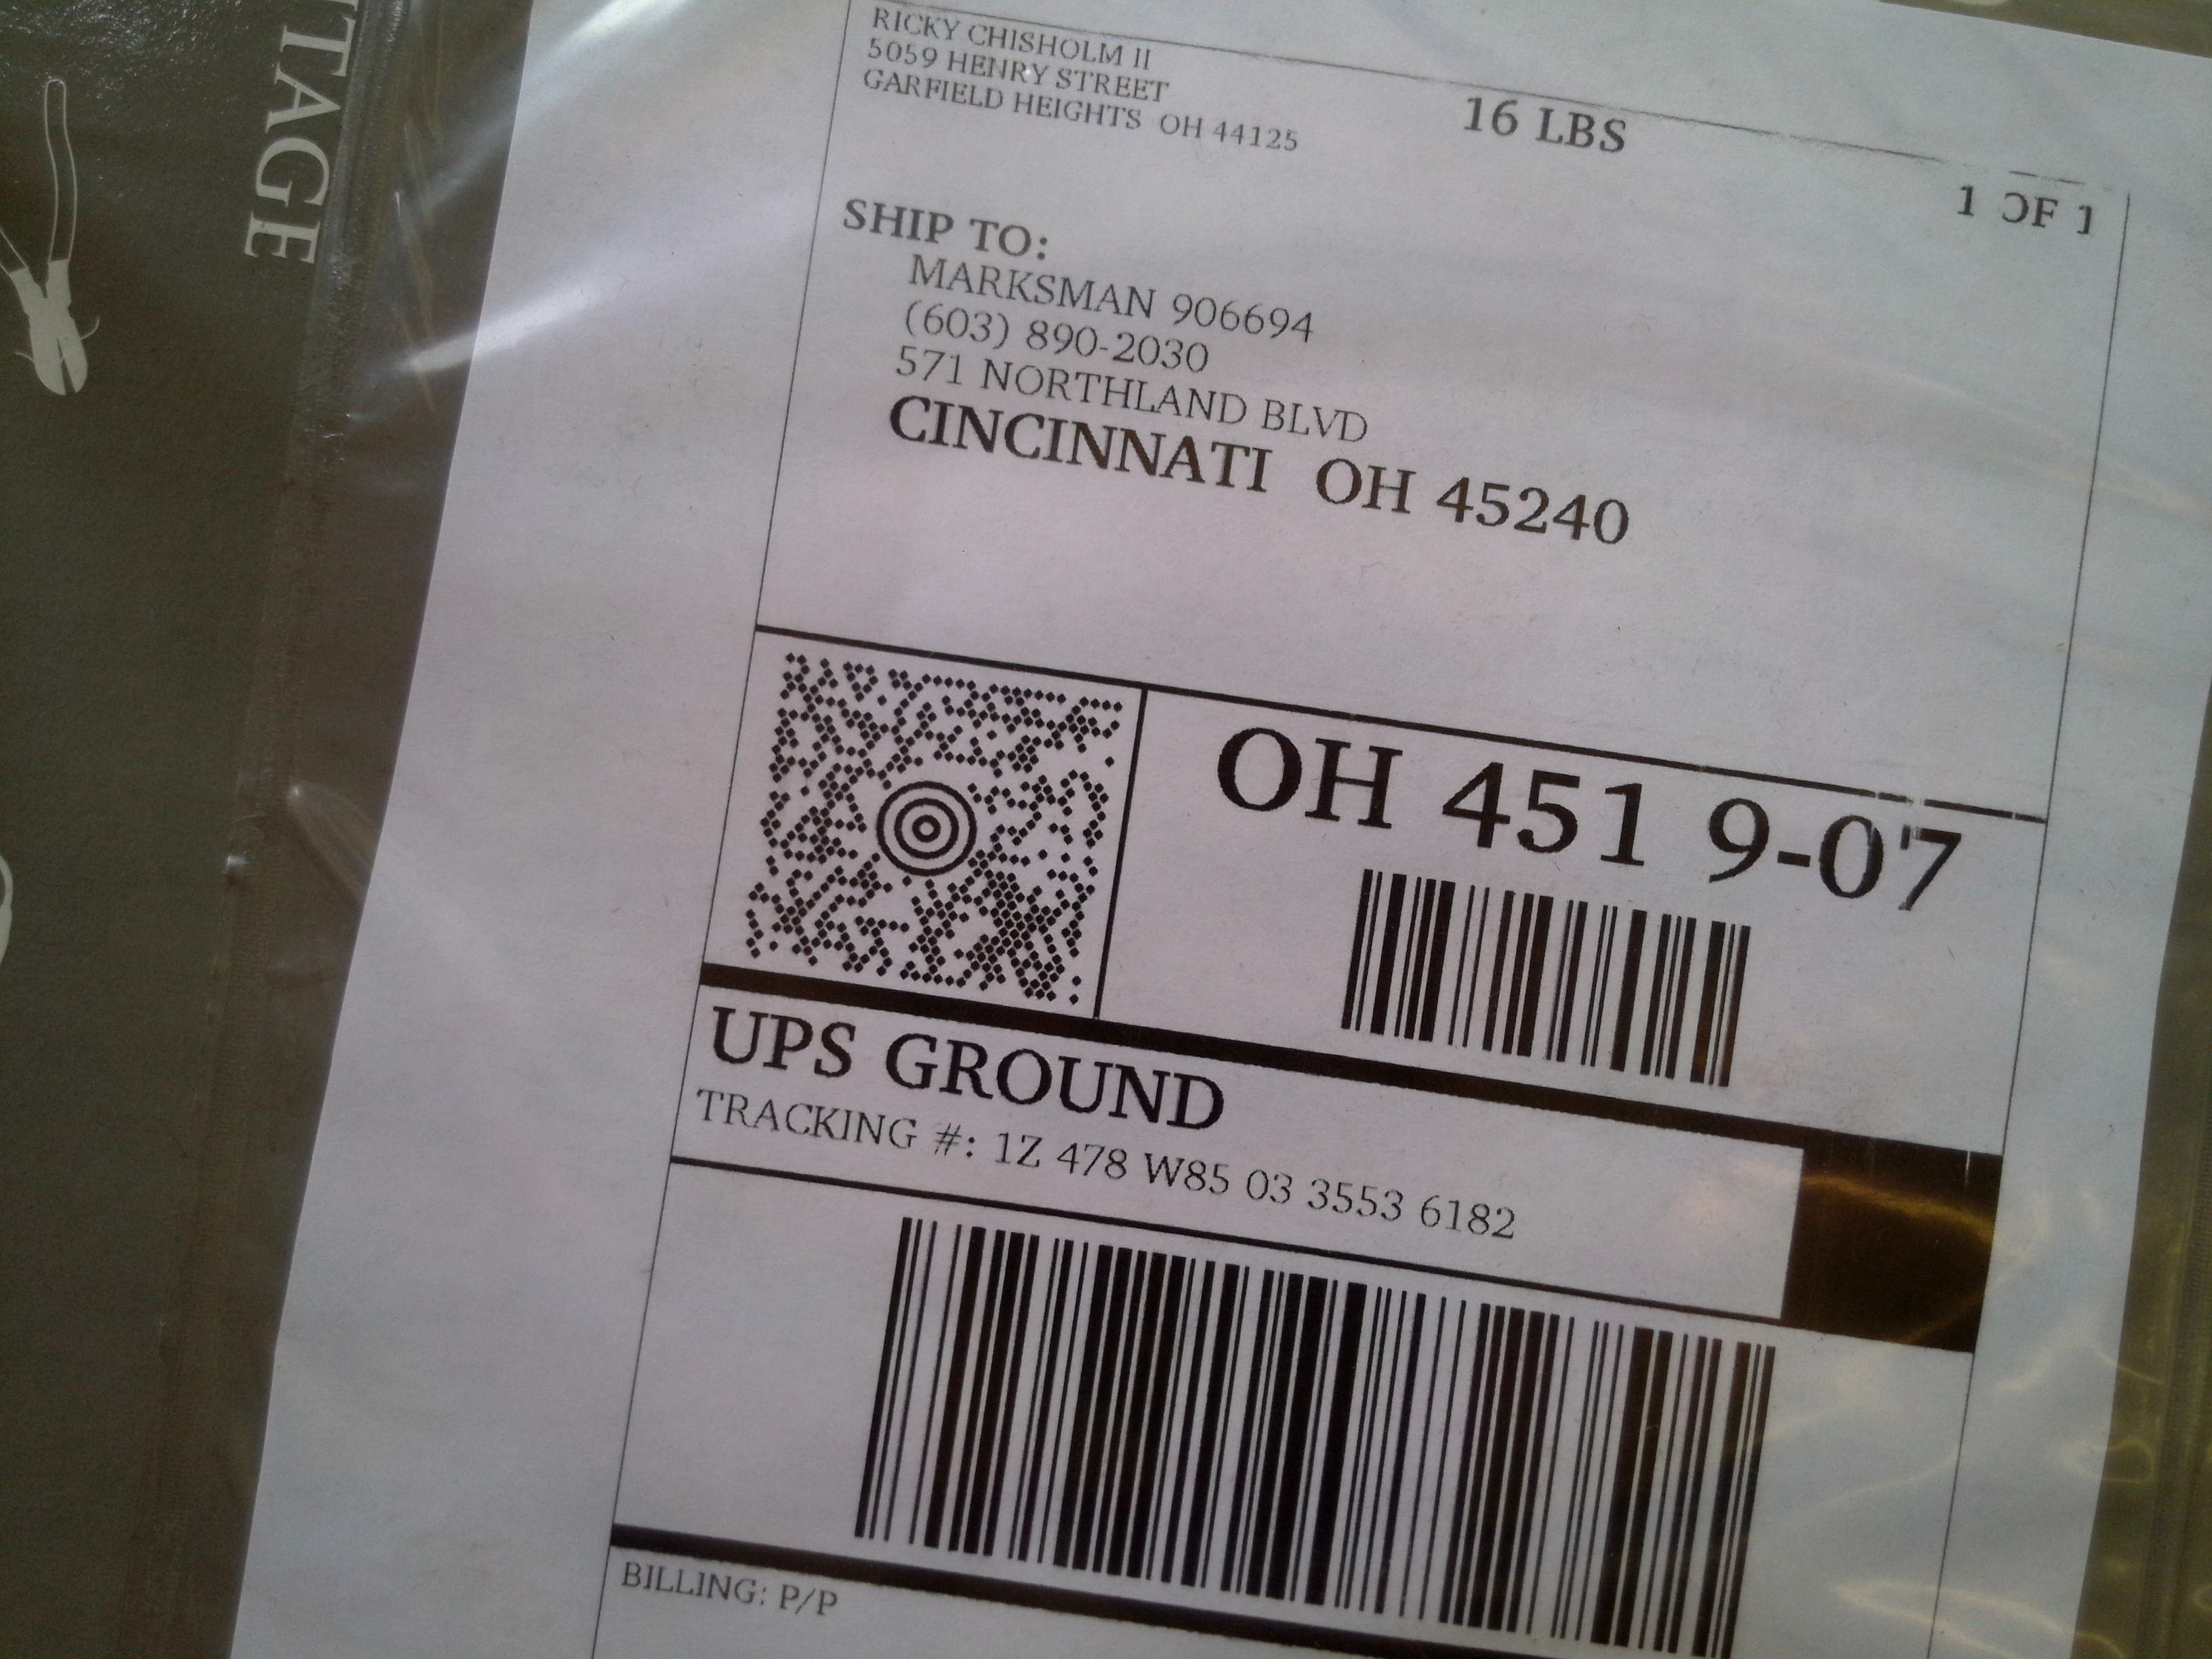 TAGE
RICKY CHISHOLM II
5059 HENRY STREET
GARFIELD HEIGHTS OH 44125
16 LBS
1 OF 1
SHIP TO:
MARKSMAN 906694
(603) 890-2030
571 NORTHLAND BLVD
CINCINNATI OH 45240
OH 451 9-07
UPS GROUND
TRACKING #: 1Z 478 W85 03 3553 6182
BILLING: P/P